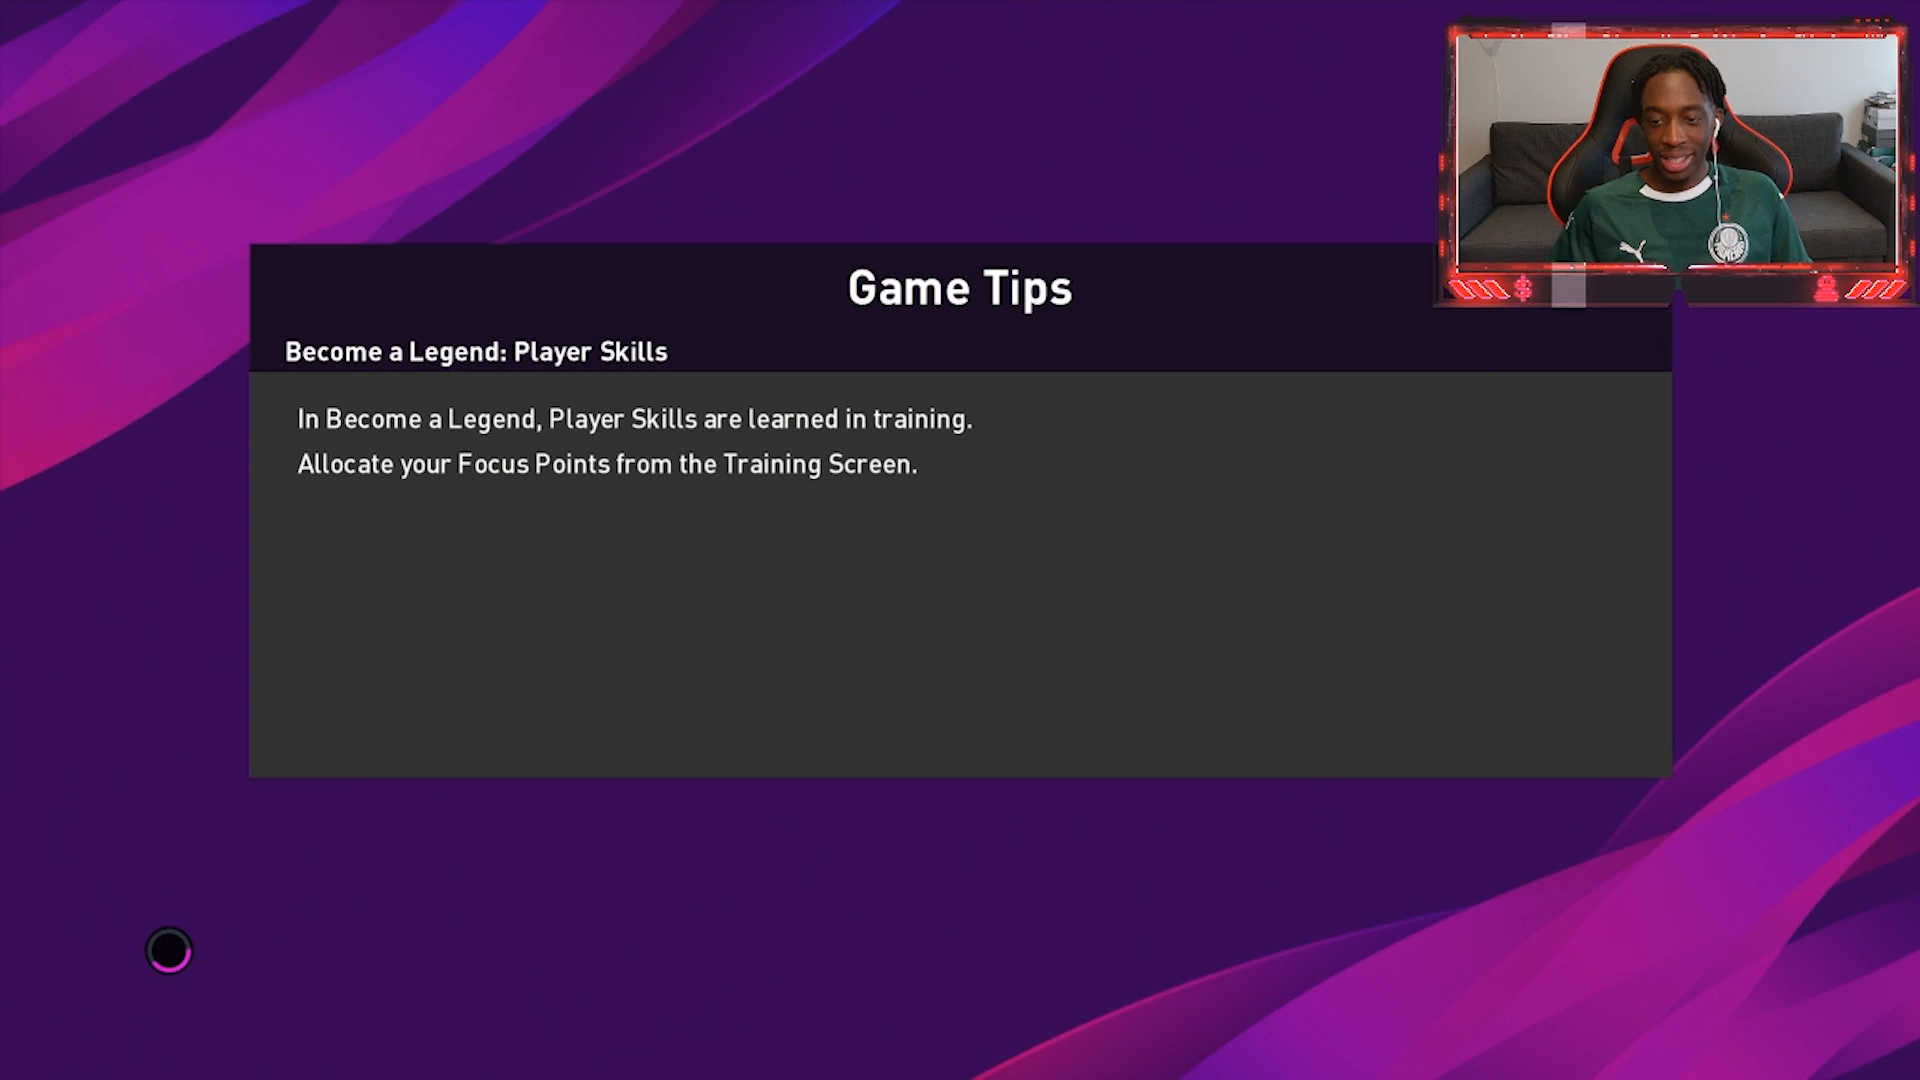 Game Tips
Become a Legend: Player Skills
In Become a Legend, Player Skills are learned in training.
Allocate your Focus Points from the Training Screen.